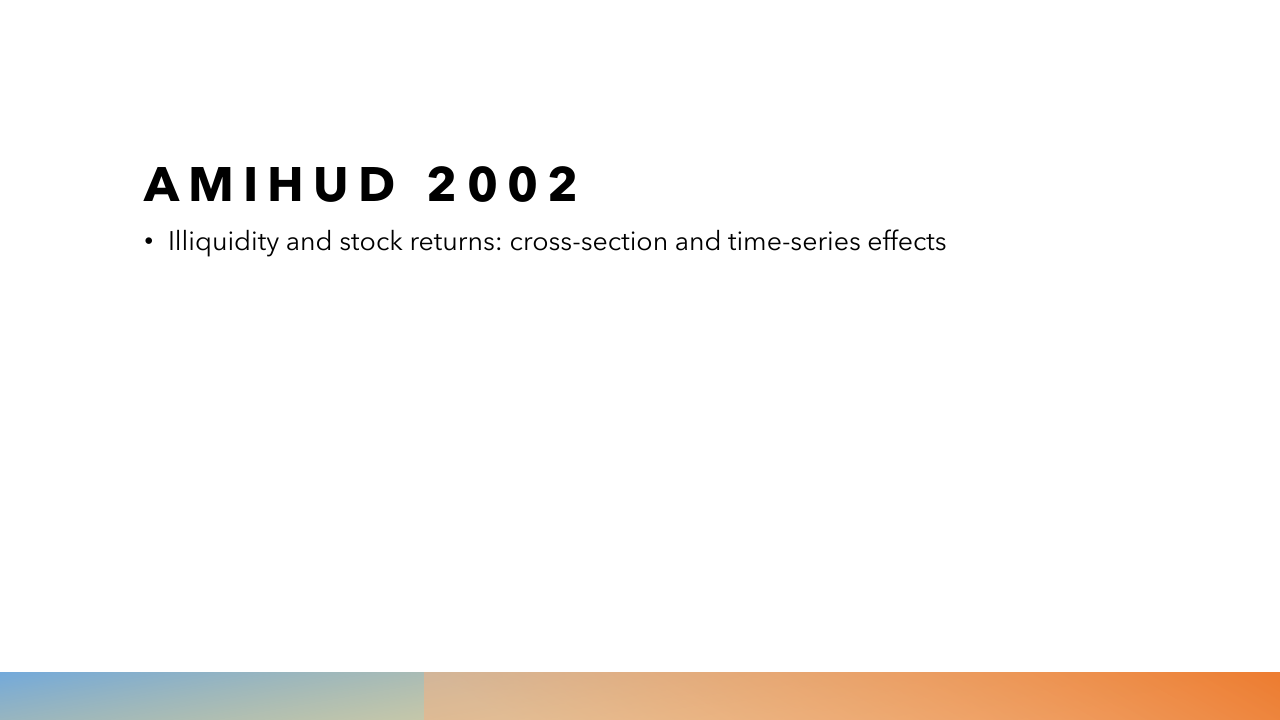 AMIHUD 2002
• Illiquidity and stock returns: cross-section and time-series effects